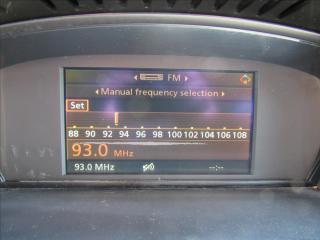 FM
Manual frequency selection
Set
88 90 92 94 96 98 100 102 104 106 108
93.0 MHz
93.0 MHz --:--